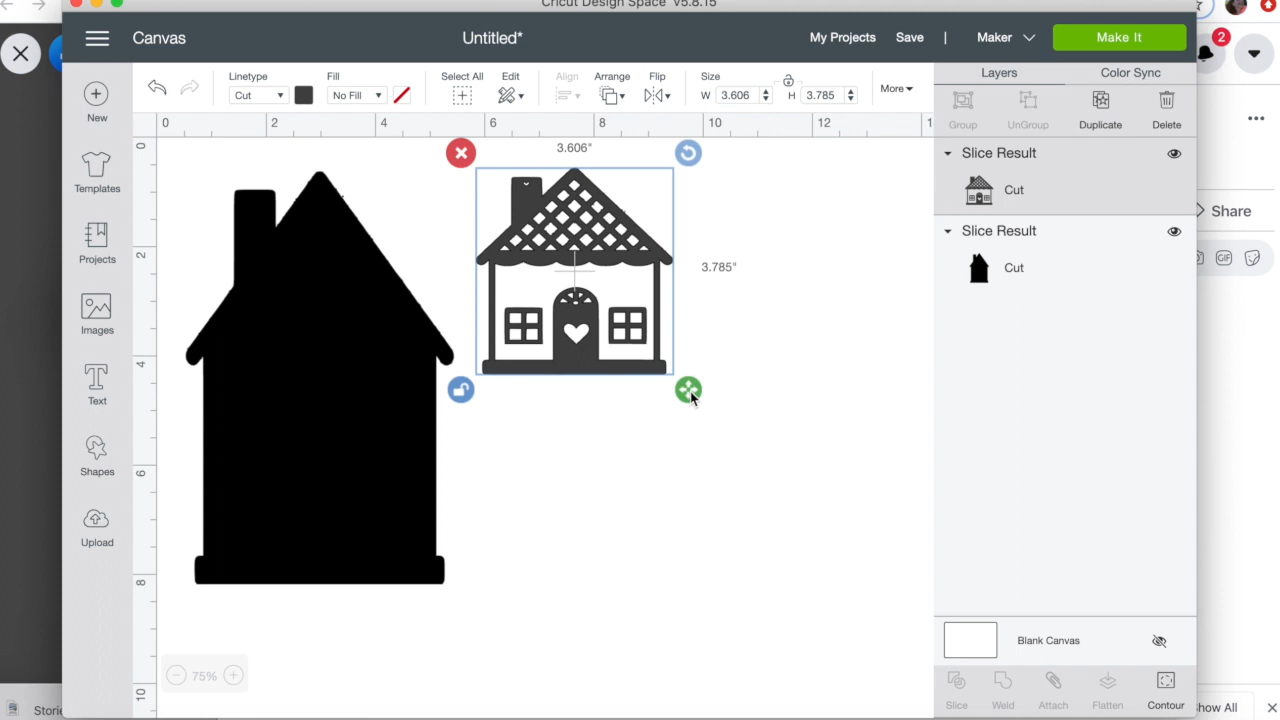 Cricut Design Space v5.8.15
Canvas
Untitled*
My Projects
Save
|
Maker
Make It
2
Linetype
Cut
Fill
No Fill
Select All
Edit
Align
Arrange
Flip
Size
W 3.606
H 3.785
More
Layers
Color Sync
New
Templates
Projects
Images
Text
Shapes
Upload
0 2 4 6 8 10 12 1
0
2
4
6
8
10
3.606"
3.785"
Group
UnGroup
Duplicate
Delete
Slice Result
Cut
Slice Result
Cut
Share
GIF
Blank Canvas
75%
Slice
Weld
Attach
Flatten
Contour
Storie
how All